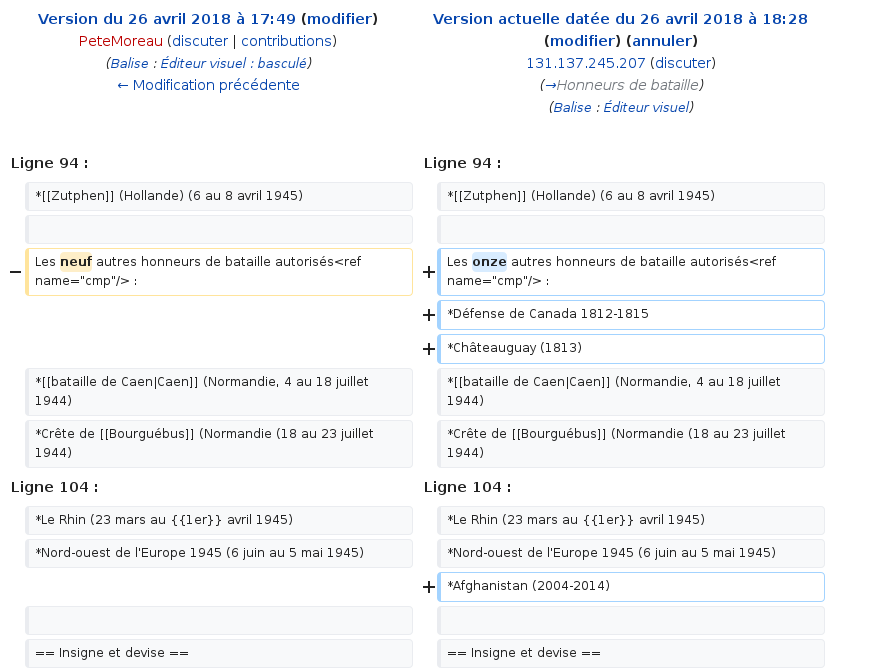 Version du 26 avril 2018 à 17:49 (modifier)
PeteMoreau (discuter | contributions)
(Balise : Éditeur visuel : basculé)
← Modification précédente
Version actuelle datée du 26 avril 2018 à 18:28
(modifier) (annuler)
131.137.245.207 (discuter)
(→Honneurs de bataille)
(Balise : Éditeur visuel)
Ligne 94 :
Ligne 94 :
*[[Zutphen]] (Hollande) (6 au 8 avril 1945)
*[[Zutphen]] (Hollande) (6 au 8 avril 1945)
− Les neuf autres honneurs de bataille autorisés<ref
name="cmp"/> :
+ Les onze autres honneurs de bataille autorisés<ref
name="cmp"/> :
+ *Défense de Canada 1812-1815
+ *Châteauguay (1813)
*[[bataille de Caen|Caen]] (Normandie, 4 au 18 juillet
1944)
*[[bataille de Caen|Caen]] (Normandie, 4 au 18 juillet
1944)
*Crête de [[Bourguébus]] (Normandie (18 au 23 juillet
1944)
*Crête de [[Bourguébus]] (Normandie (18 au 23 juillet
1944)
Ligne 104 :
Ligne 104 :
*Le Rhin (23 mars au {{1er}} avril 1945)
*Le Rhin (23 mars au {{1er}} avril 1945)
*Nord-ouest de l'Europe 1945 (6 juin au 5 mai 1945)
*Nord-ouest de l'Europe 1945 (6 juin au 5 mai 1945)
+ *Afghanistan (2004-2014)
== Insigne et devise ==
== Insigne et devise ==